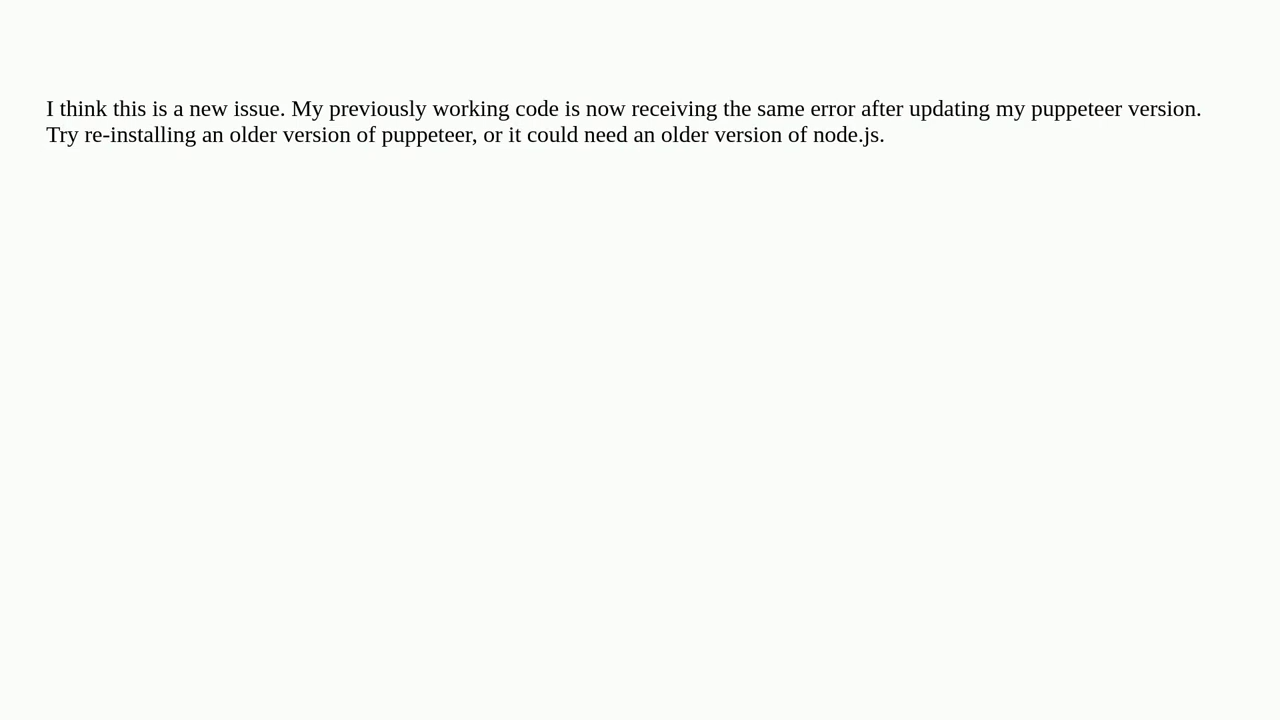 I think this is a new issue. My previously working code is now receiving the same error after updating my puppeteer version.
Try re-installing an older version of puppeteer, or it could need an older version of node.js.